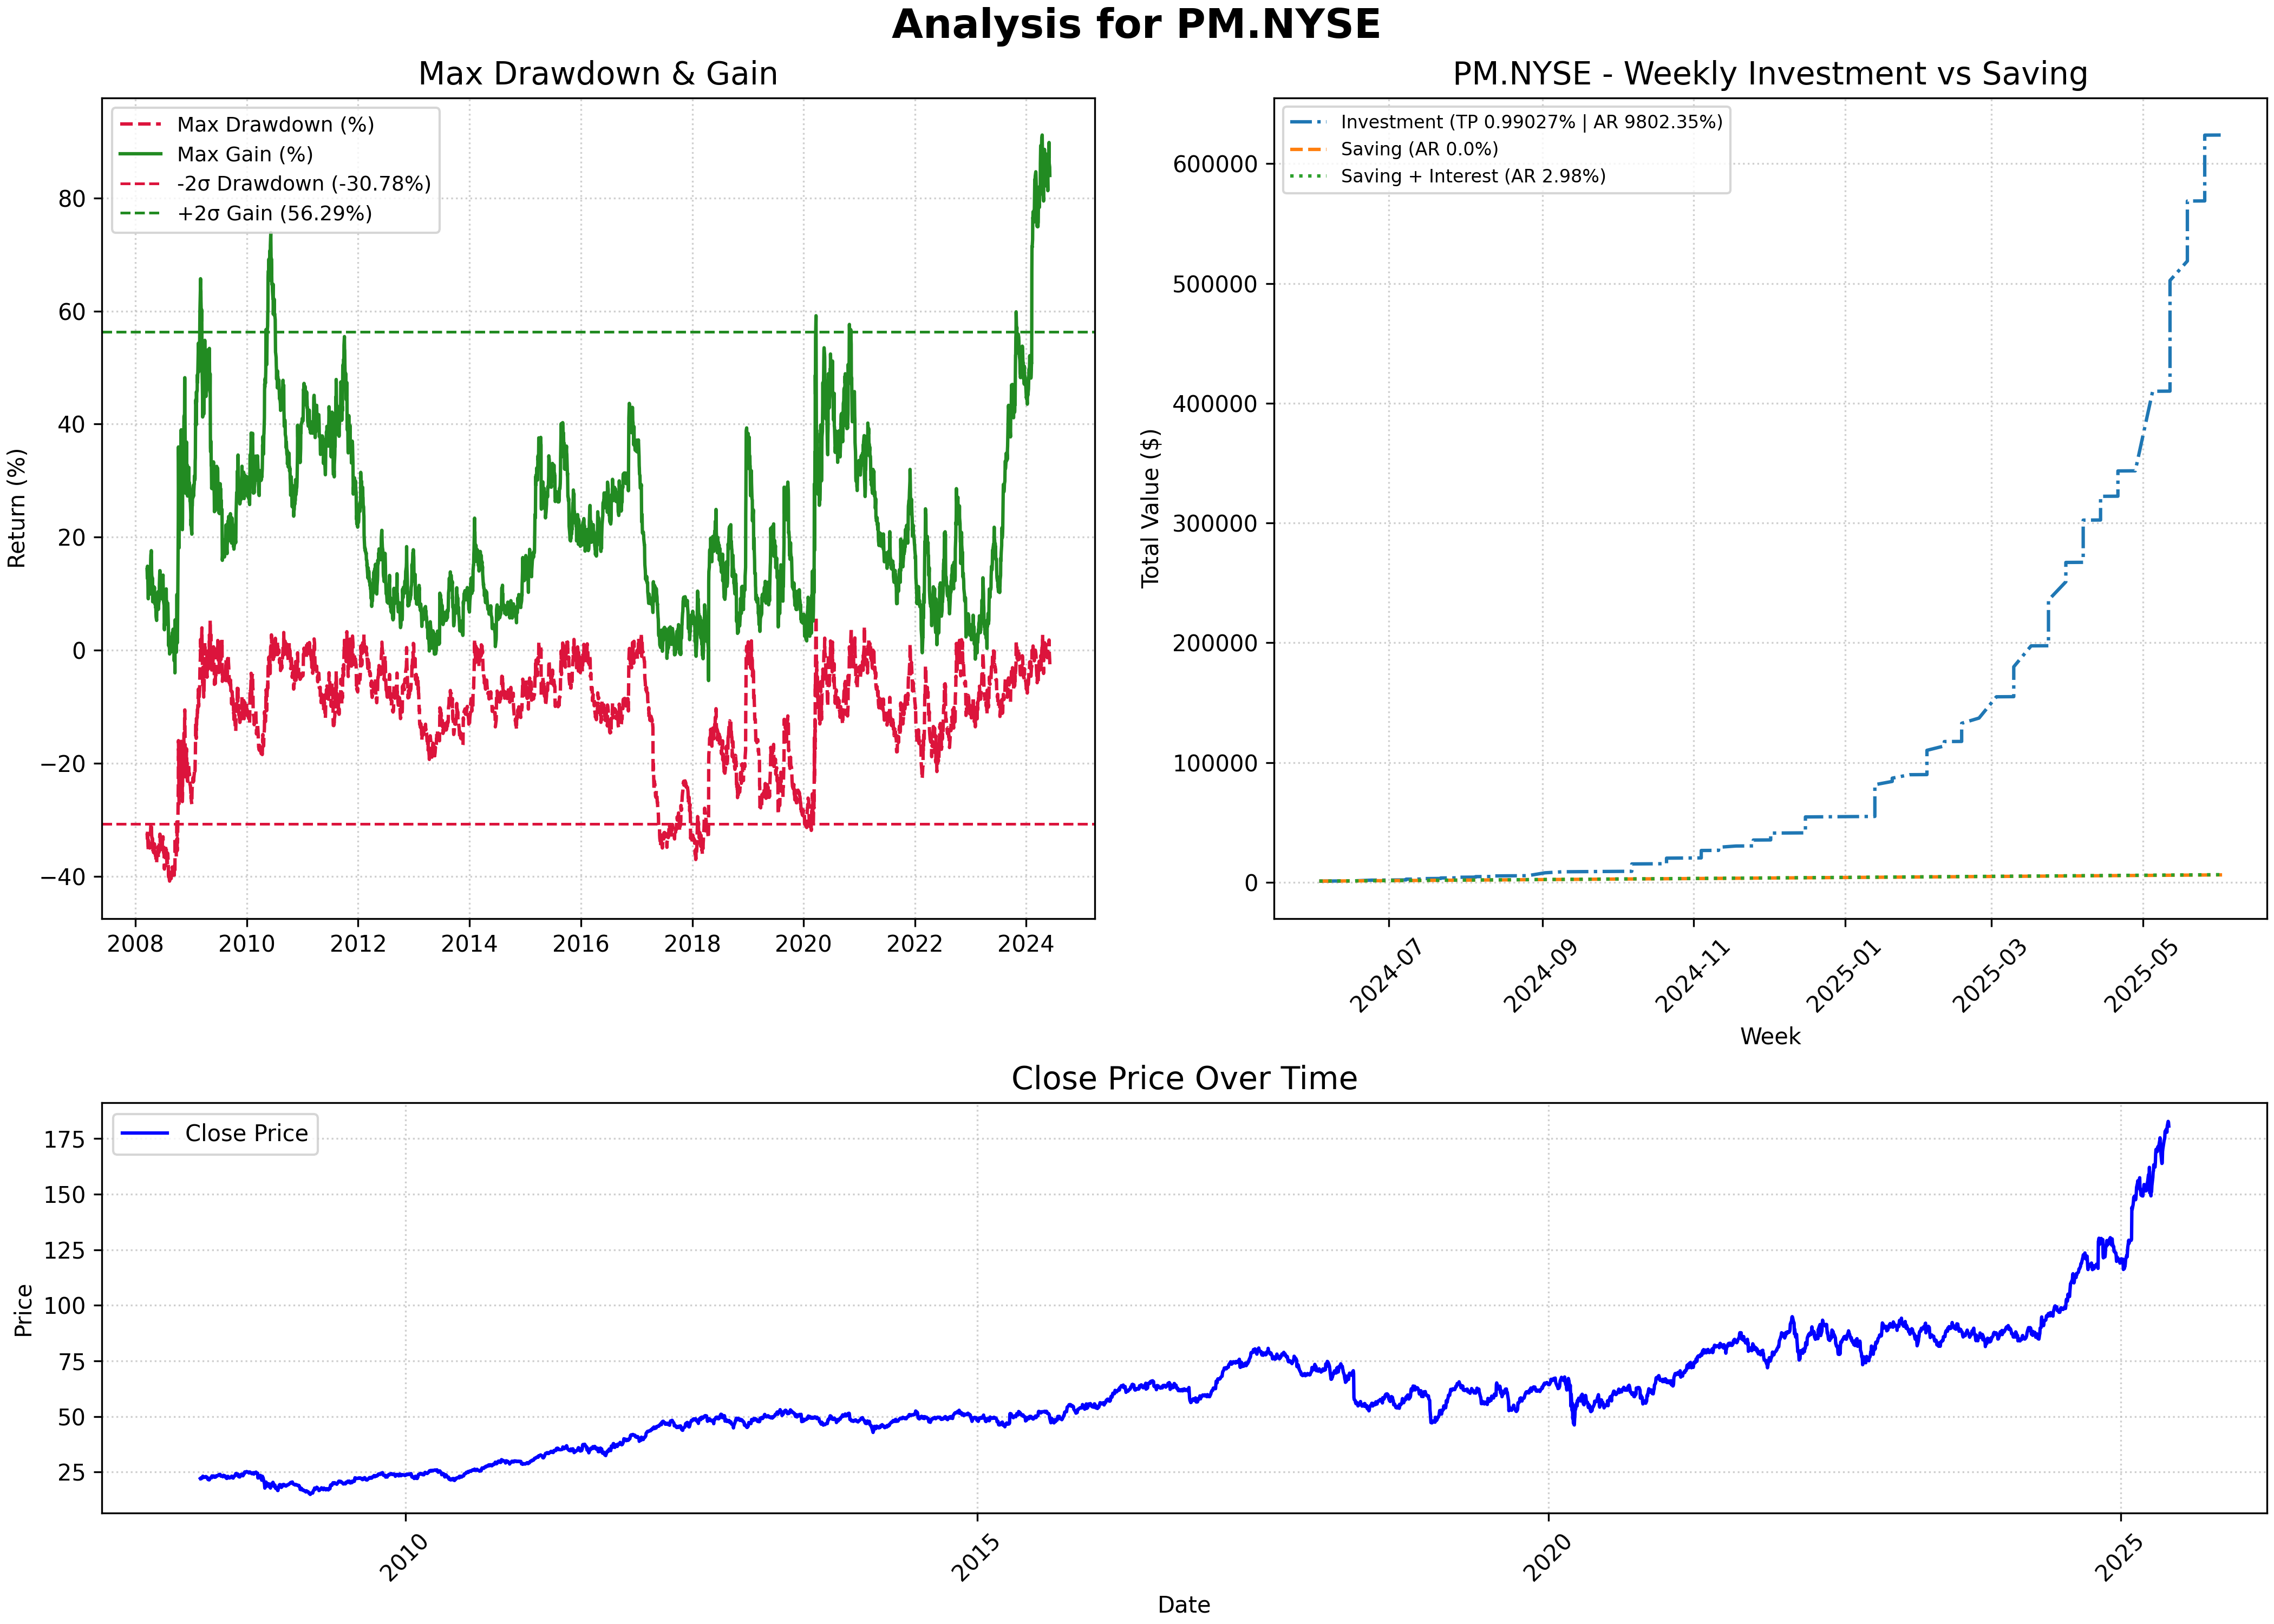 Analysis for PM.NYSE
Max Drawdown & Gain
Max Drawdown (%)
Max Gain (%)
-2σ Drawdown (-30.78%)
+2σ Gain (56.29%)
Return (%)
80
60
40
20
0
−20
−40
2008 2010 2012 2014 2016 2018 2020 2022 2024
PM.NYSE - Weekly Investment vs Saving
Investment (TP 0.99027% | AR 9802.35%)
Saving (AR 0.0%)
Saving + Interest (AR 2.98%)
Total Value ($)
600000
500000
400000
300000
200000
100000
0
2024-07 2024-09 2024-11 2025-01 2025-03 2025-05
Week
Close Price Over Time
Close Price
Price
175
150
125
100
75
50
25
2010 2015 2020 2025
Date